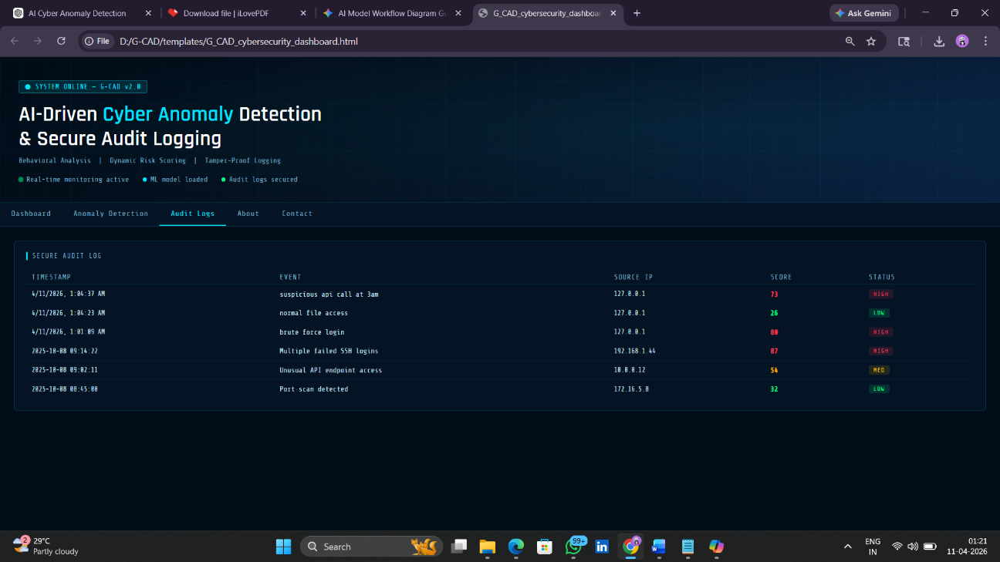 AI Cyber Anomaly Detection
Download file | iLovePDF
AI Model Workflow Diagram Ge
G_CAD_cybersecurity_dashboar
Ask Gemini
File
D:/G-CAD/templates/G_CAD_cybersecurity_dashboard.html
SYSTEM ONLINE — G-CAD v2.0
AI-Driven Cyber Anomaly Detection
& Secure Audit Logging
Behavioral Analysis | Dynamic Risk Scoring | Tamper-Proof Logging
Real-time monitoring active ML model loaded Audit logs secured
Dashboard Anomaly Detection Audit Logs About Contact
SECURE AUDIT LOG
TIMESTAMP EVENT SOURCE IP SCORE STATUS
4/11/2026, 1:04:37 AM suspicious api call at 3am 127.0.0.1 73 HIGH
4/11/2026, 1:04:23 AM normal file access 127.0.0.1 26 LOW
4/11/2026, 1:01:09 AM brute force login 127.0.0.1 80 HIGH
2025-10-08 09:14:22 Multiple failed SSH logins 192.168.1.44 87 HIGH
2025-10-08 09:02:11 Unusual API endpoint access 10.0.0.12 54 MED
2025-10-08 08:45:00 Port scan detected 172.16.5.8 32 LOW
2
29°C
Partly cloudy
Search
99+
ENG
IN
01:21
11-04-2026